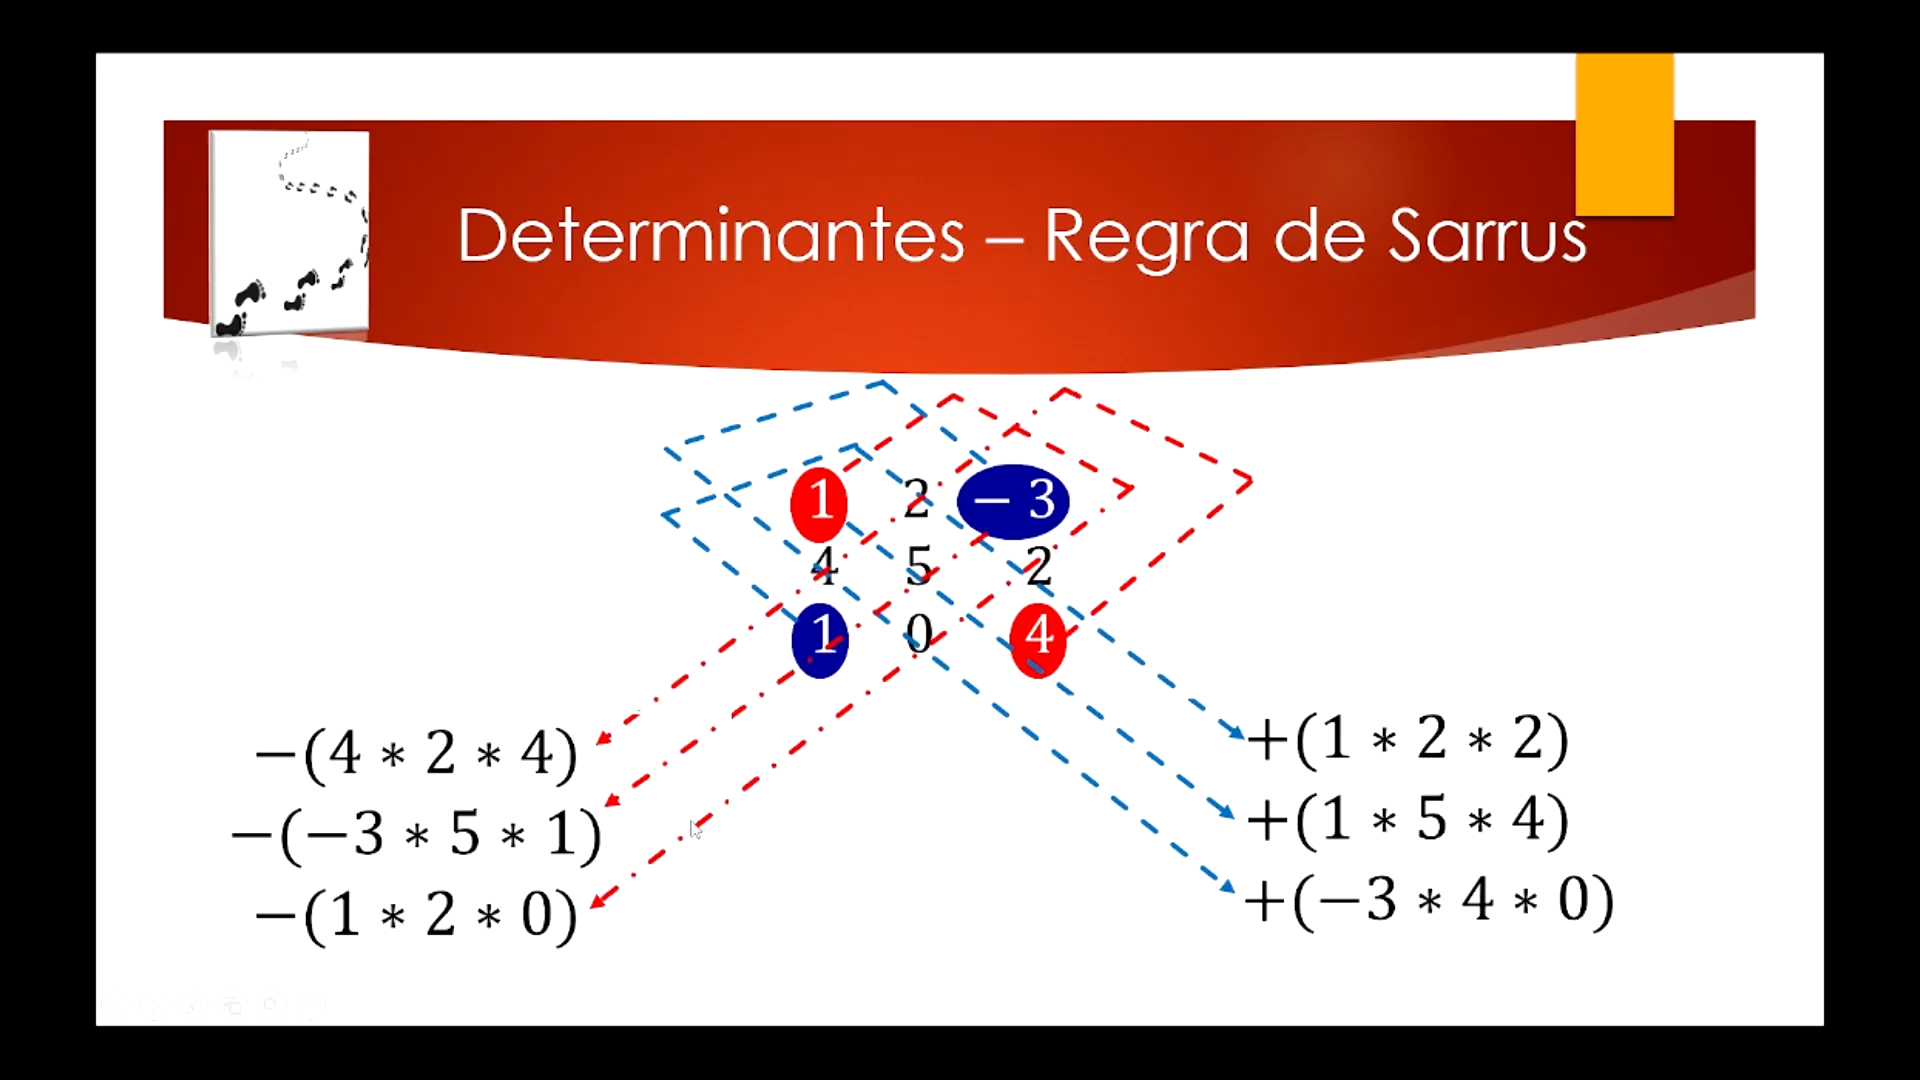 Determinantes – Regra de Sarrus
1 2 − 3
4 5 2
1 0 4
−(4 ∗ 2 ∗ 4)
−(−3 ∗ 5 ∗ 1)
−(1 ∗ 2 ∗ 0)
+(1 ∗ 2 ∗ 2)
+(1 ∗ 5 ∗ 4)
+(−3 ∗ 4 ∗ 0)